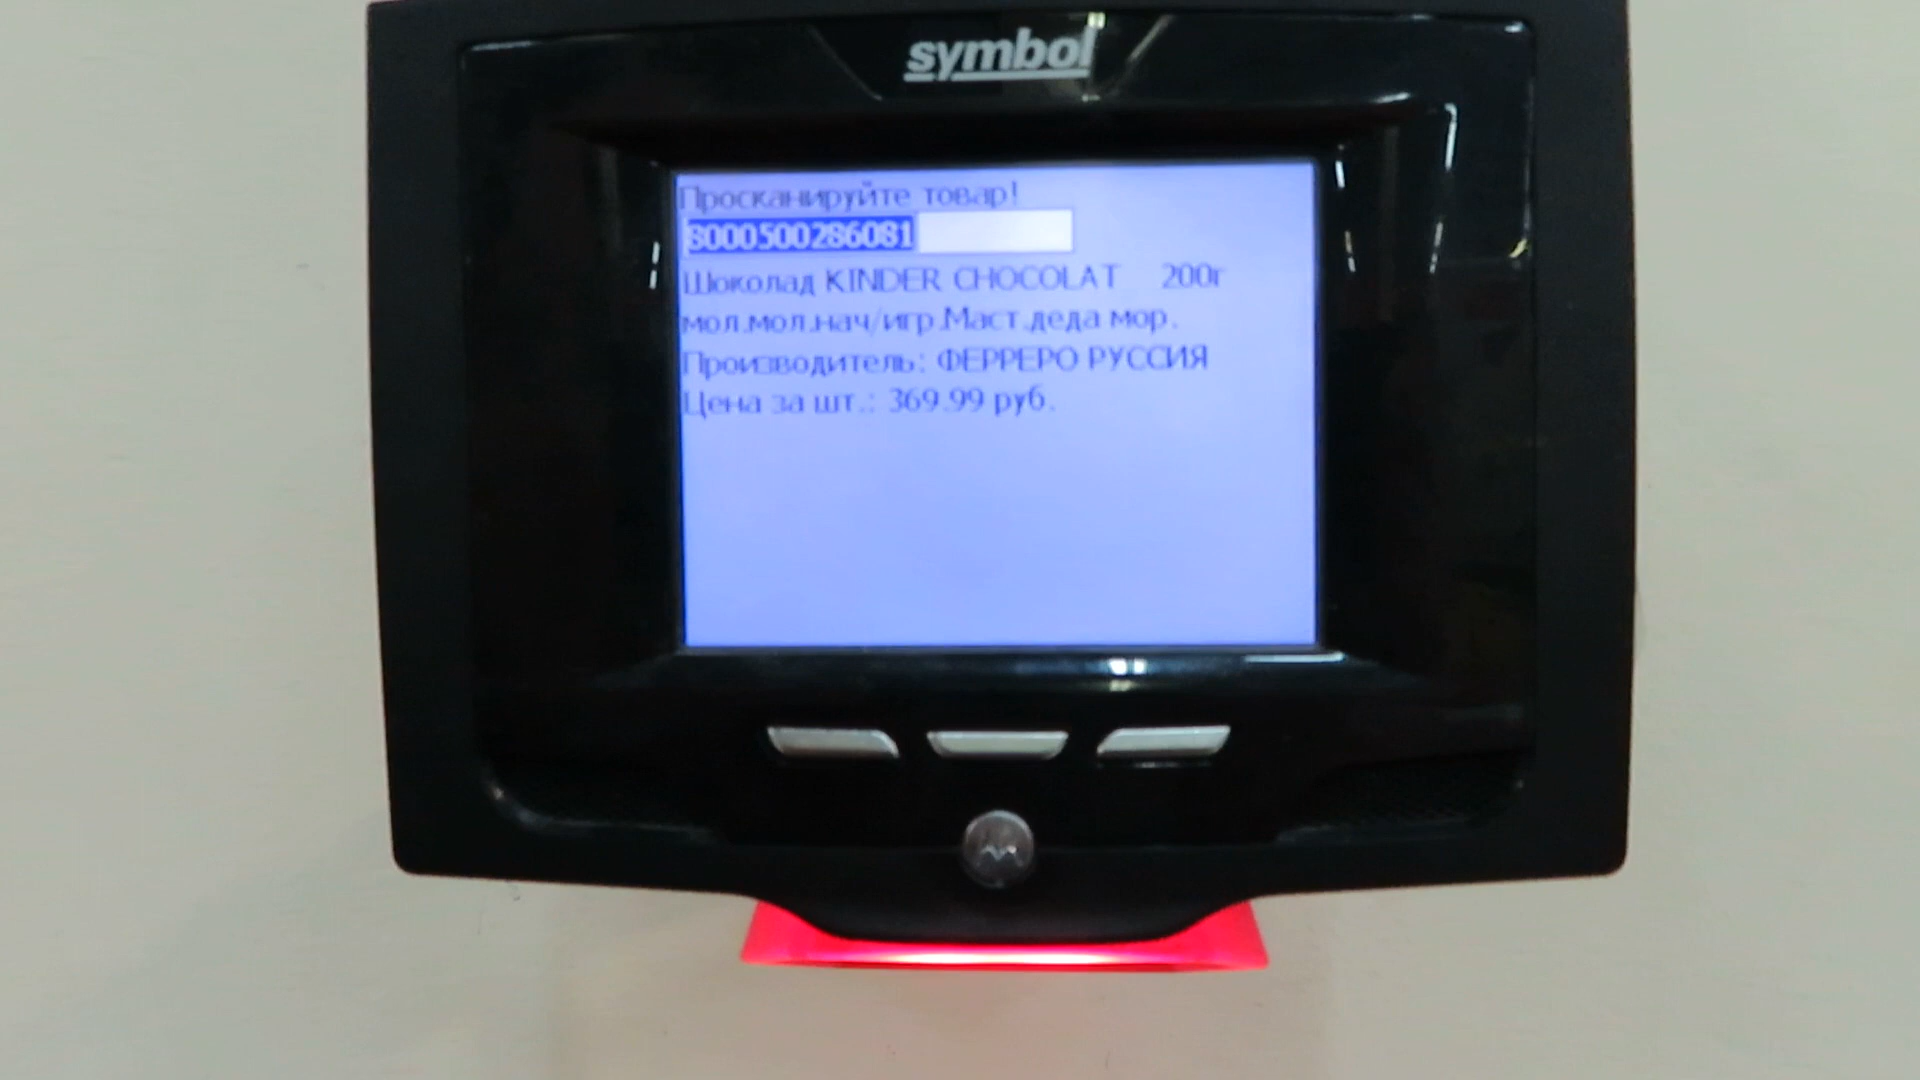 symbol
Просканируйте товар!
8000500286081
Шоколад KINDER CHOCOLAT 200г
мол.мол.нач/игр.Маст.деда мор.
Производитель: ФЕРРЕРО РУССИЯ
Цена за шт.: 369.99 руб.